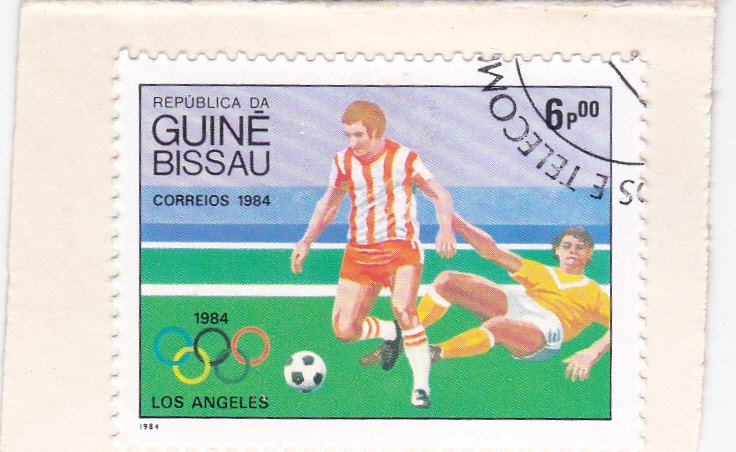 REPÚBLICA DA
GUINÉ
BISSAU
CORREIOS 1984
6P00
S E TELECOM
1984
LOS ANGELES
1984